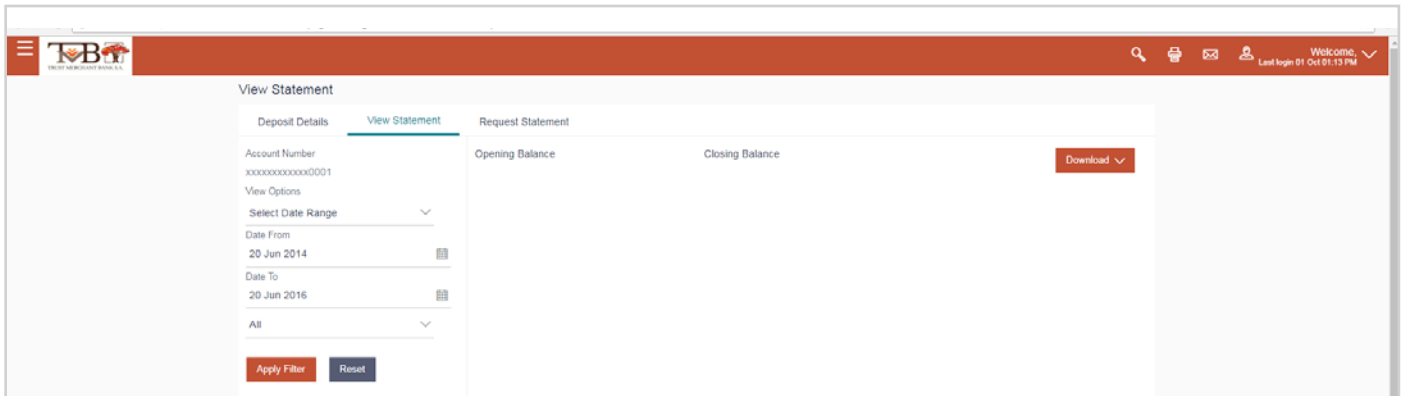 TMB
TRUST MERCHANT BANK S.A.
Welcome,
Last login 01 Oct 01:13 PM
View Statement
Deposit Details View Statement Request Statement
Account Number
xxxxxxxxxxxx0001
View Options
Select Date Range
Date From
20 Jun 2014
Date To
20 Jun 2016
All
Apply Filter Reset
Opening Balance Closing Balance
Download